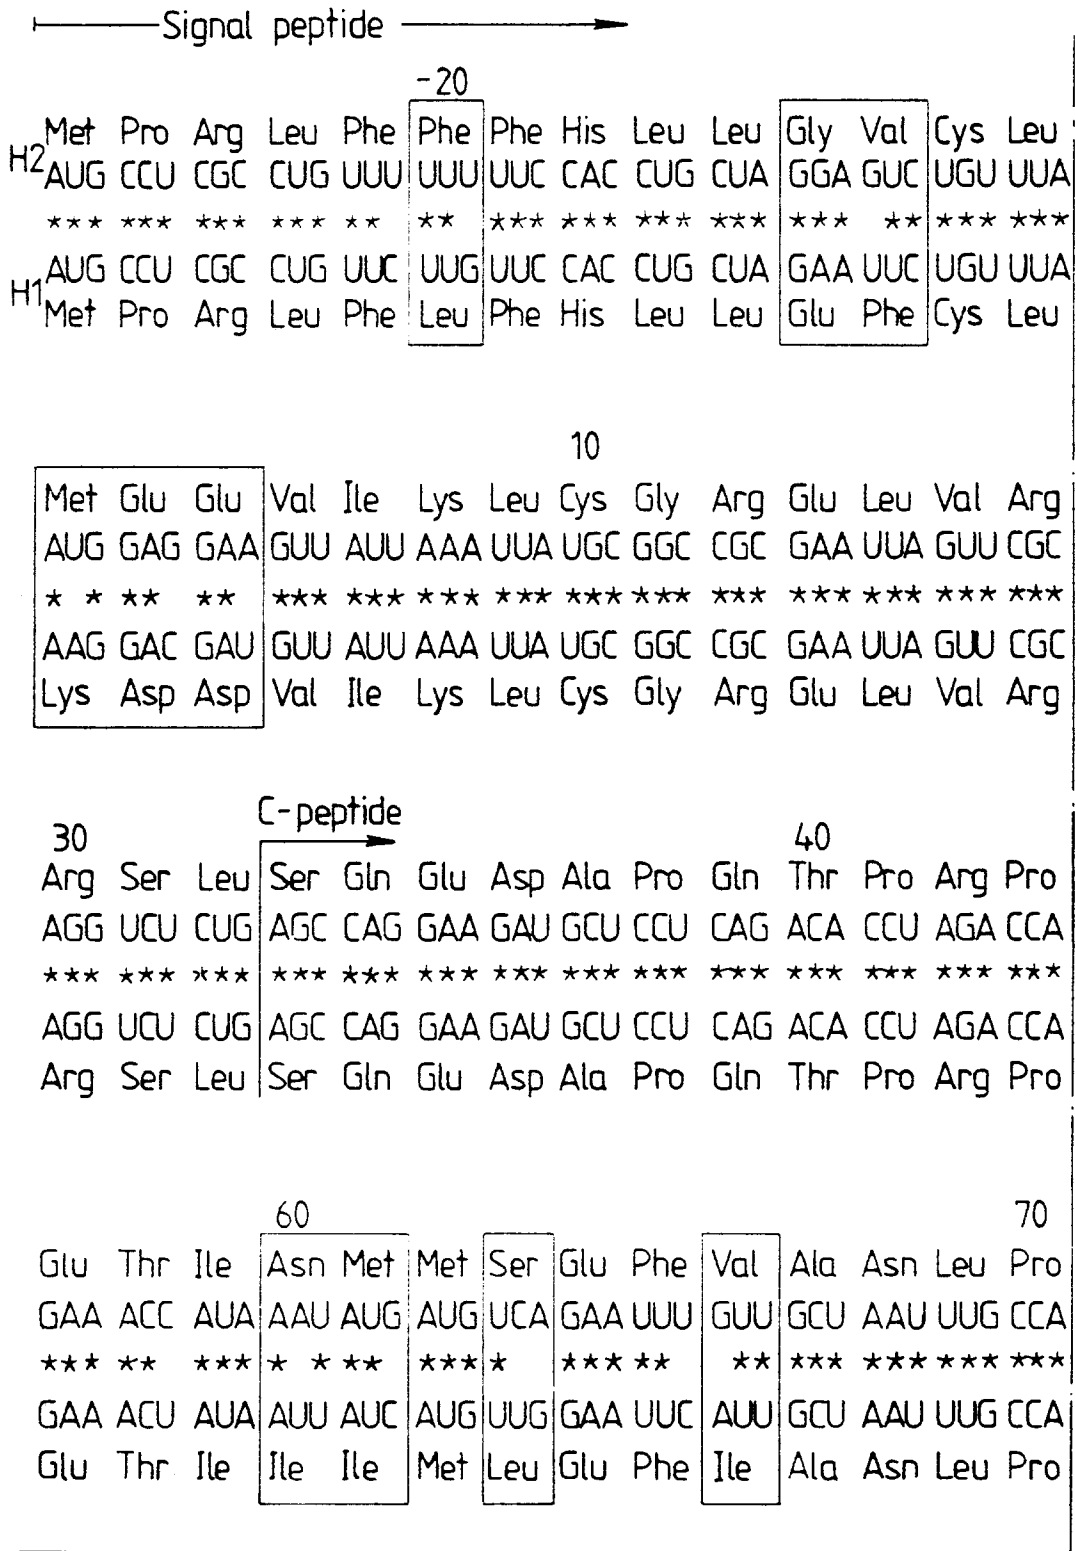 Signal peptide
-20
Met Pro Arg Leu Phe Phe Phe His Leu Leu Gly Val Cys Leu
H2 AUG CCU CGC CUG UUU UUU UUC CAC CUG CUA GGA GUC UGU UUA
*** *** *** *** ** ** *** *** *** *** *** ** *** ***
H1 AUG CCU CGC CUG UUC UUG UUC CAC CUG CUA GAA UUC UGU UUA
Met Pro Arg Leu Phe Leu Phe His Leu Leu Glu Phe Cys Leu
10
Met Glu Glu Val Ile Lys Leu Cys Gly Arg Glu Leu Val Arg
AUG GAG GAA GUU AUU AAA UUA UGC GGC CGC GAA UUA GUU CGC
* * ** ** *** *** *** *** *** *** *** *** *** *** ***
AAG GAC GAU GUU AUU AAA UUA UGC GGC CGC GAA UUA GUU CGC
Lys Asp Asp Val Ile Lys Leu Cys Gly Arg Glu Leu Val Arg
30 C-peptide 40
Arg Ser Leu Ser Gln Glu Asp Ala Pro Gln Thr Pro Arg Pro
AGG UCU CUG AGC CAG GAA GAU GCU CCU CAG ACA CCU AGA CCA
*** *** *** *** *** *** *** *** *** *** *** *** *** ***
AGG UCU CUG AGC CAG GAA GAU GCU CCU CAG ACA CCU AGA CCA
Arg Ser Leu Ser Gln Glu Asp Ala Pro Gln Thr Pro Arg Pro
60 70
Glu Thr Ile Asn Met Met Ser Glu Phe Val Ala Asn Leu Pro
GAA ACC AUA AAU AUG AUG UCA GAA UUU GUU GCU AAU UUG CCA
*** ** *** * * ** *** * *** ** ** *** *** *** ***
GAA ACU AUA AUU AUC AUG UUG GAA UUC AUU GCU AAU UUG CCA
Glu Thr Ile Ile Ile Met Leu Glu Phe Ile Ala Asn Leu Pro